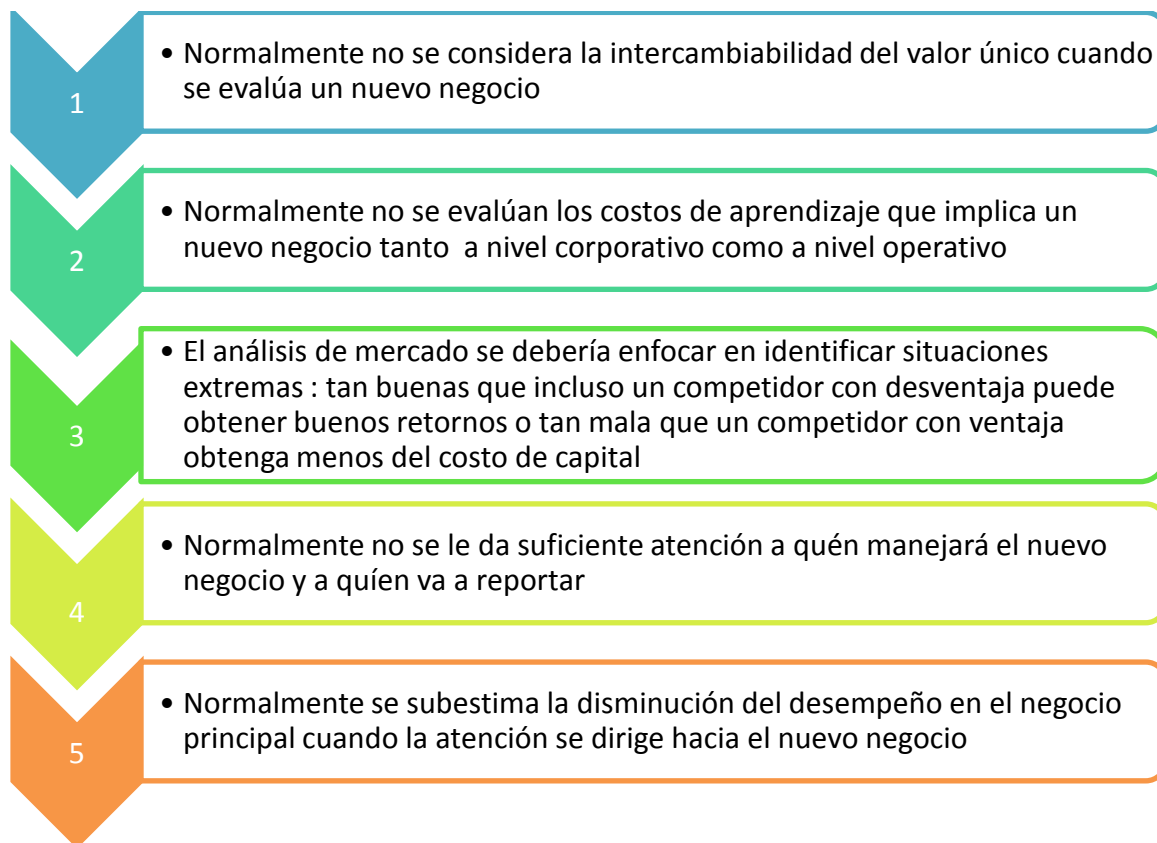 1
• Normalmente no se considera la intercambiabilidad del valor único cuando
se evalúa un nuevo negocio
2
• Normalmente no se evalúan los costos de aprendizaje que implica un
nuevo negocio tanto  a nivel corporativo como a nivel operativo
3
• El análisis de mercado se debería enfocar en identificar situaciones
extremas : tan buenas que incluso un competidor con desventaja puede
obtener buenos retornos o tan mala que un competidor con ventaja
obtenga menos del costo de capital
4
• Normalmente no se le da suficiente atención a quén manejará el nuevo
negocio y a quíen va a reportar
5
• Normalmente se subestima la disminución del desempeño en el negocio
principal cuando la atención se dirige hacia el nuevo negocio